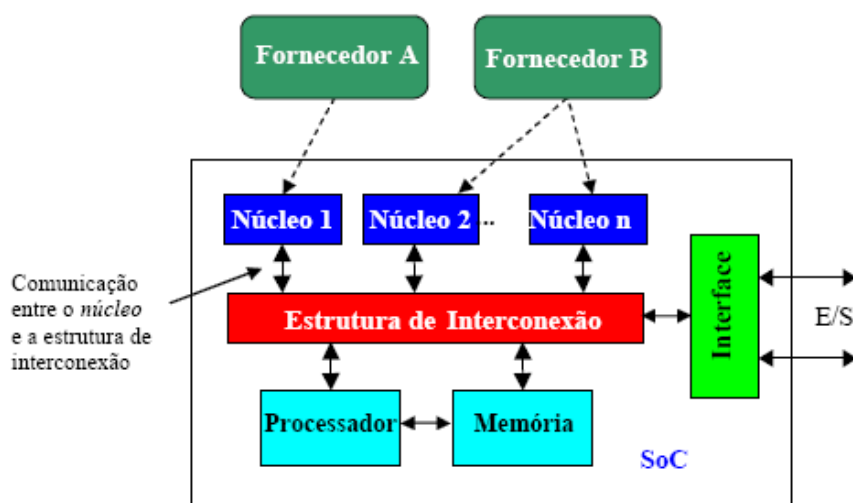 Fornecedor A
Fornecedor B
Núcleo 1
Núcleo 2
...
Núcleo n
Comunicação
entre o núcleo
e a estrutura de
interconexão
Estrutura de Interconexão
Interface
E/S
Processador
Memória
SoC